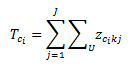 T_{c_i} = \sum_{j=1}^{J} \sum_{U} z_{c_i kj}